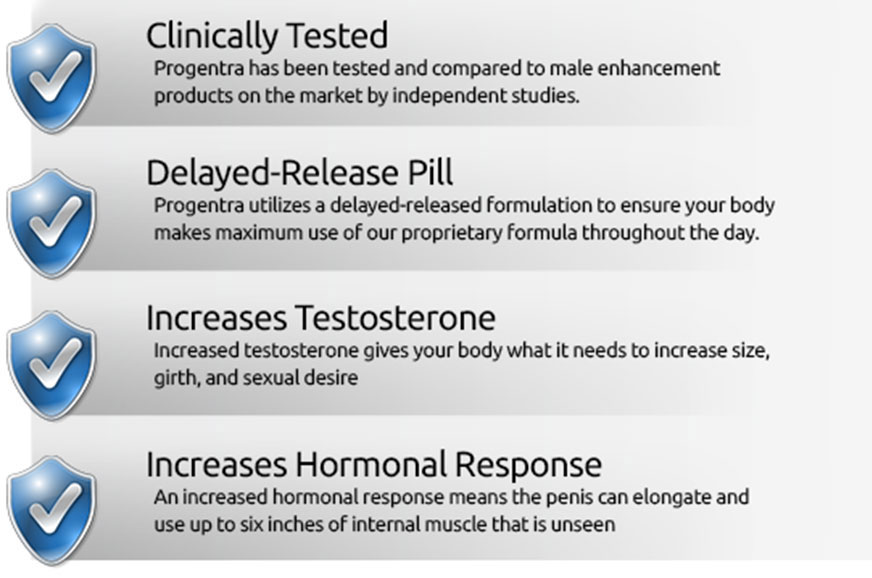 Clinically Tested
Progentra has been tested and compared to male enhancement
products on the market by independent studies.
Delayed-Release Pill
Progentra utilizes a delayed-released formulation to ensure your body
makes maximum use of our proprietary formula throughout the day.
Increases Testosterone
Increased testosterone gives your body what it needs to increase size,
girth, and sexual desire
Increases Hormonal Response
An increased hormonal response means the penis can elongate and
use up to six inches of internal muscle that is unseen